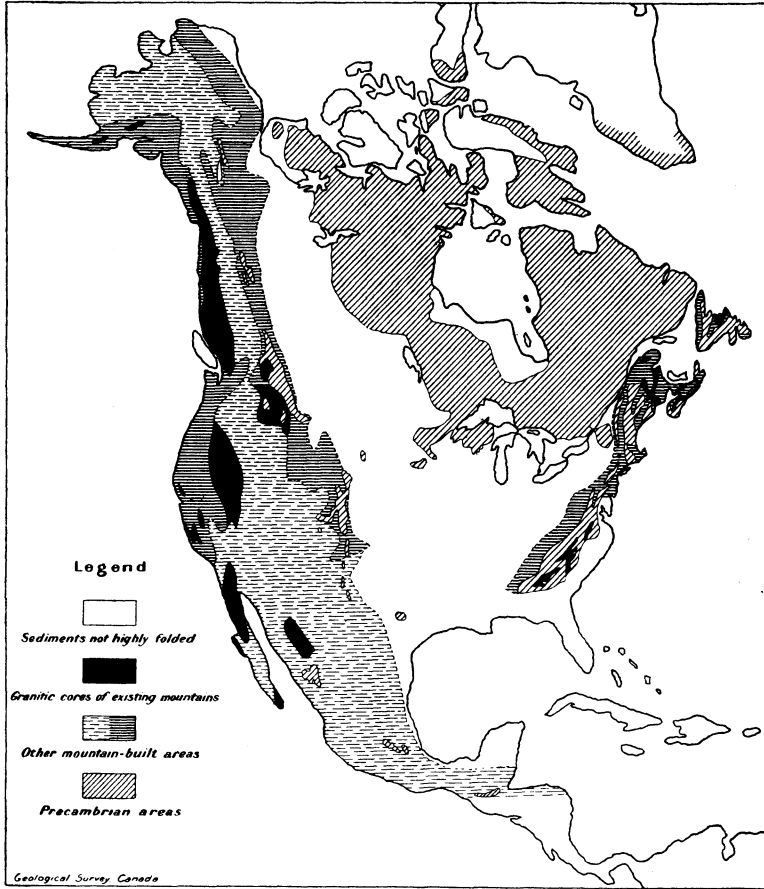 Legend
Sediments not highly folded
Granitic cores of existing mountains
Other mountain-built areas
Precambrian areas
Geological Survey Canada